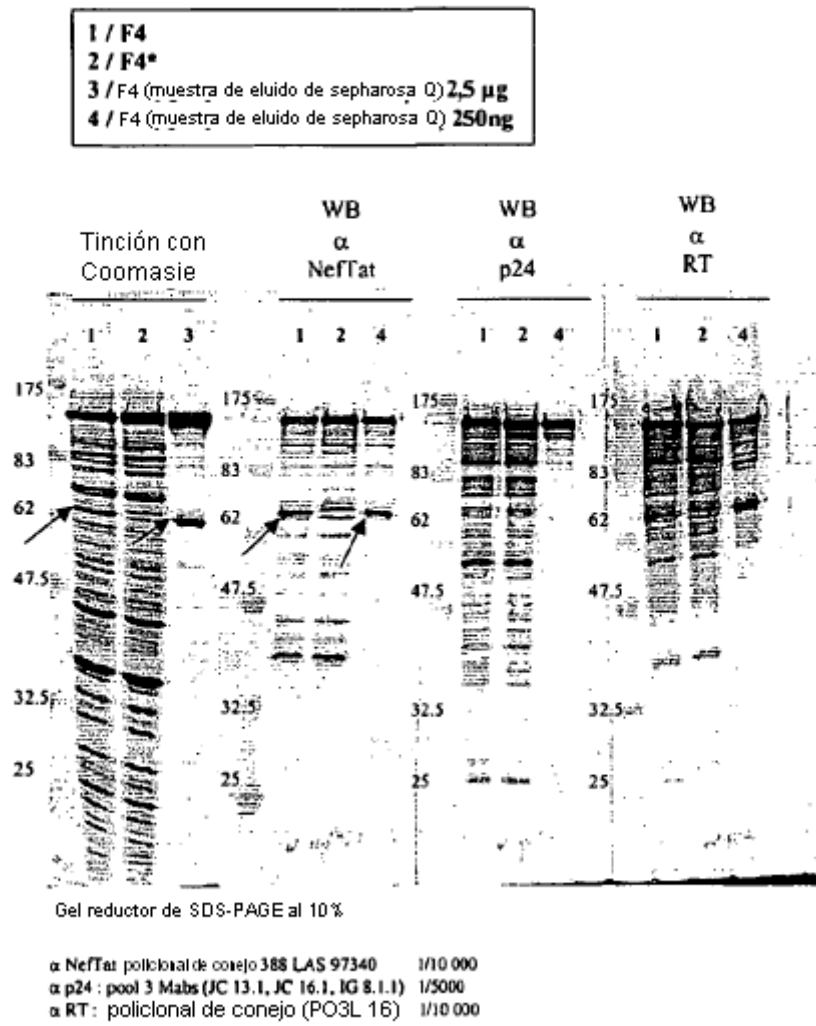 1 / F4
2 / F4*
3 / F4 (muestra de eluido de sepharosa Q) 2,5 µg
4 / F4 (muestra de eluido de sepharosa Q) 250ng
Tinción con
Coomasie
WB
α
NefTat
WB
α
p24
WB
α
RT
1 2 3
1 2 4
1 2 4
1 2 4
175
83
62
47.5
32.5
25
175
83
62
47.5
32.5
25
175
83
62
47.5
32.5
25
175
83
62
47.5
32.5
25
Gel reductor de SDS-PAGE al 10%
α NefTat policlonal de conejo 388 LAS 97340 1/10 000
α p24 : pool 3 Mabs (JC 13.1, JC 16.1, IG 8.1.1) 1/5000
α RT : policlonal de conejo (PO3L 16) 1/10 000